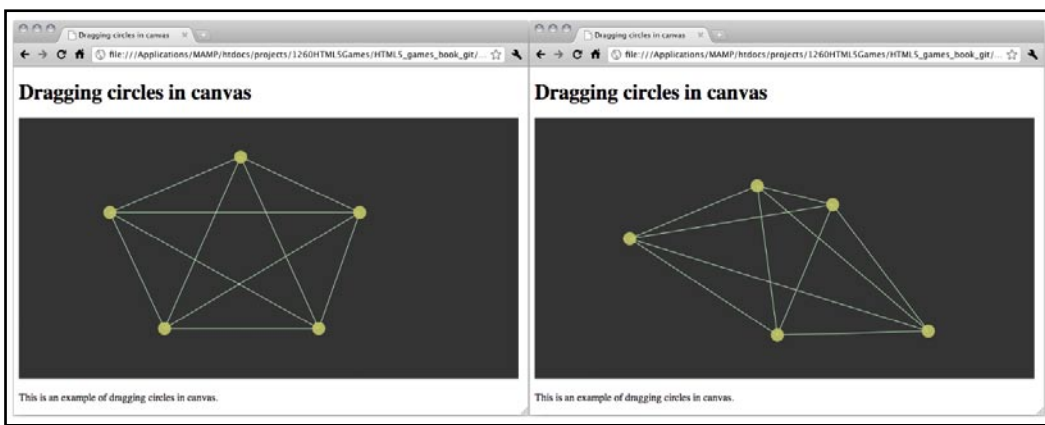 Dragging circles in canvas
file:///Applications/MAMP/htdocs/projects/1260HTML5Games/HTML5_games_book_git/...
Dragging circles in canvas
This is an example of dragging circles in canvas.
Dragging circles in canvas
file:///Applications/MAMP/htdocs/projects/1260HTML5Games/HTML5_games_book_git/...
Dragging circles in canvas
This is an example of dragging circles in canvas.